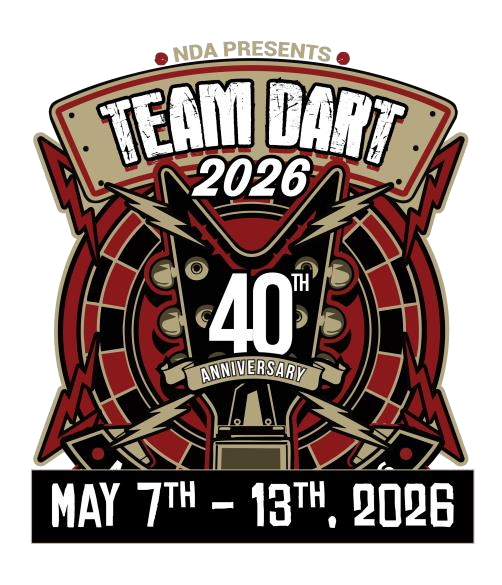 NDA PRESENTS
TEAM DART
2026
40TH
ANNIVERSARY
MAY 7TH - 13TH, 2026